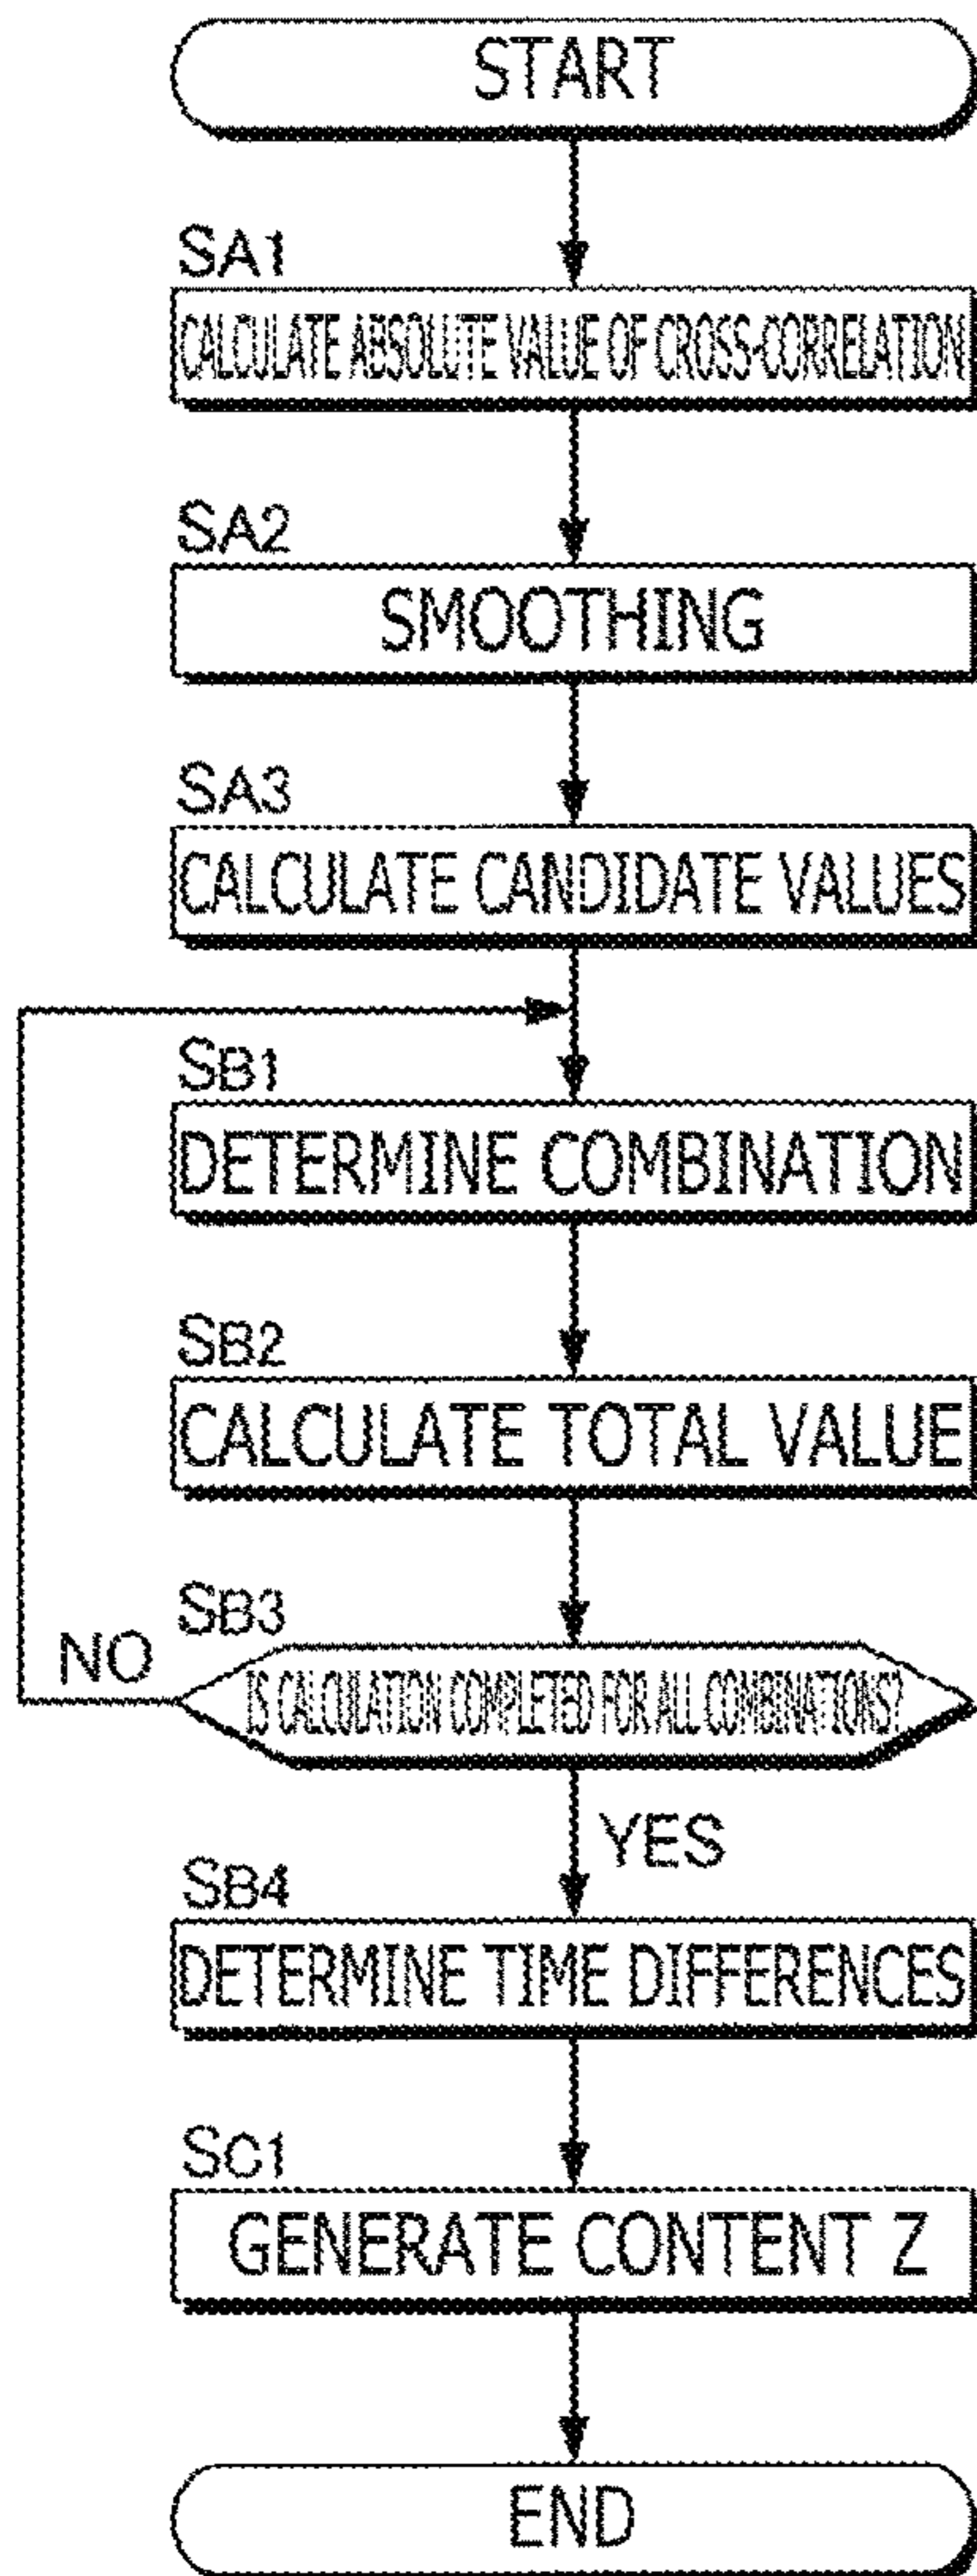 START
SA1
CALCULATE ABSOLUTE VALUE OF CROSS-CORRELATION
SA2
SMOOTHING
SA3
CALCULATE CANDIDATE VALUES
SB1
DETERMINE COMBINATION
SB2
CALCULATE TOTAL VALUE
SB3
NO
IS CALCULATION COMPLETED FOR ALL COMBINATIONS?
YES
SB4
DETERMINE TIME DIFFERENCES
SC1
GENERATE CONTENT Z
END